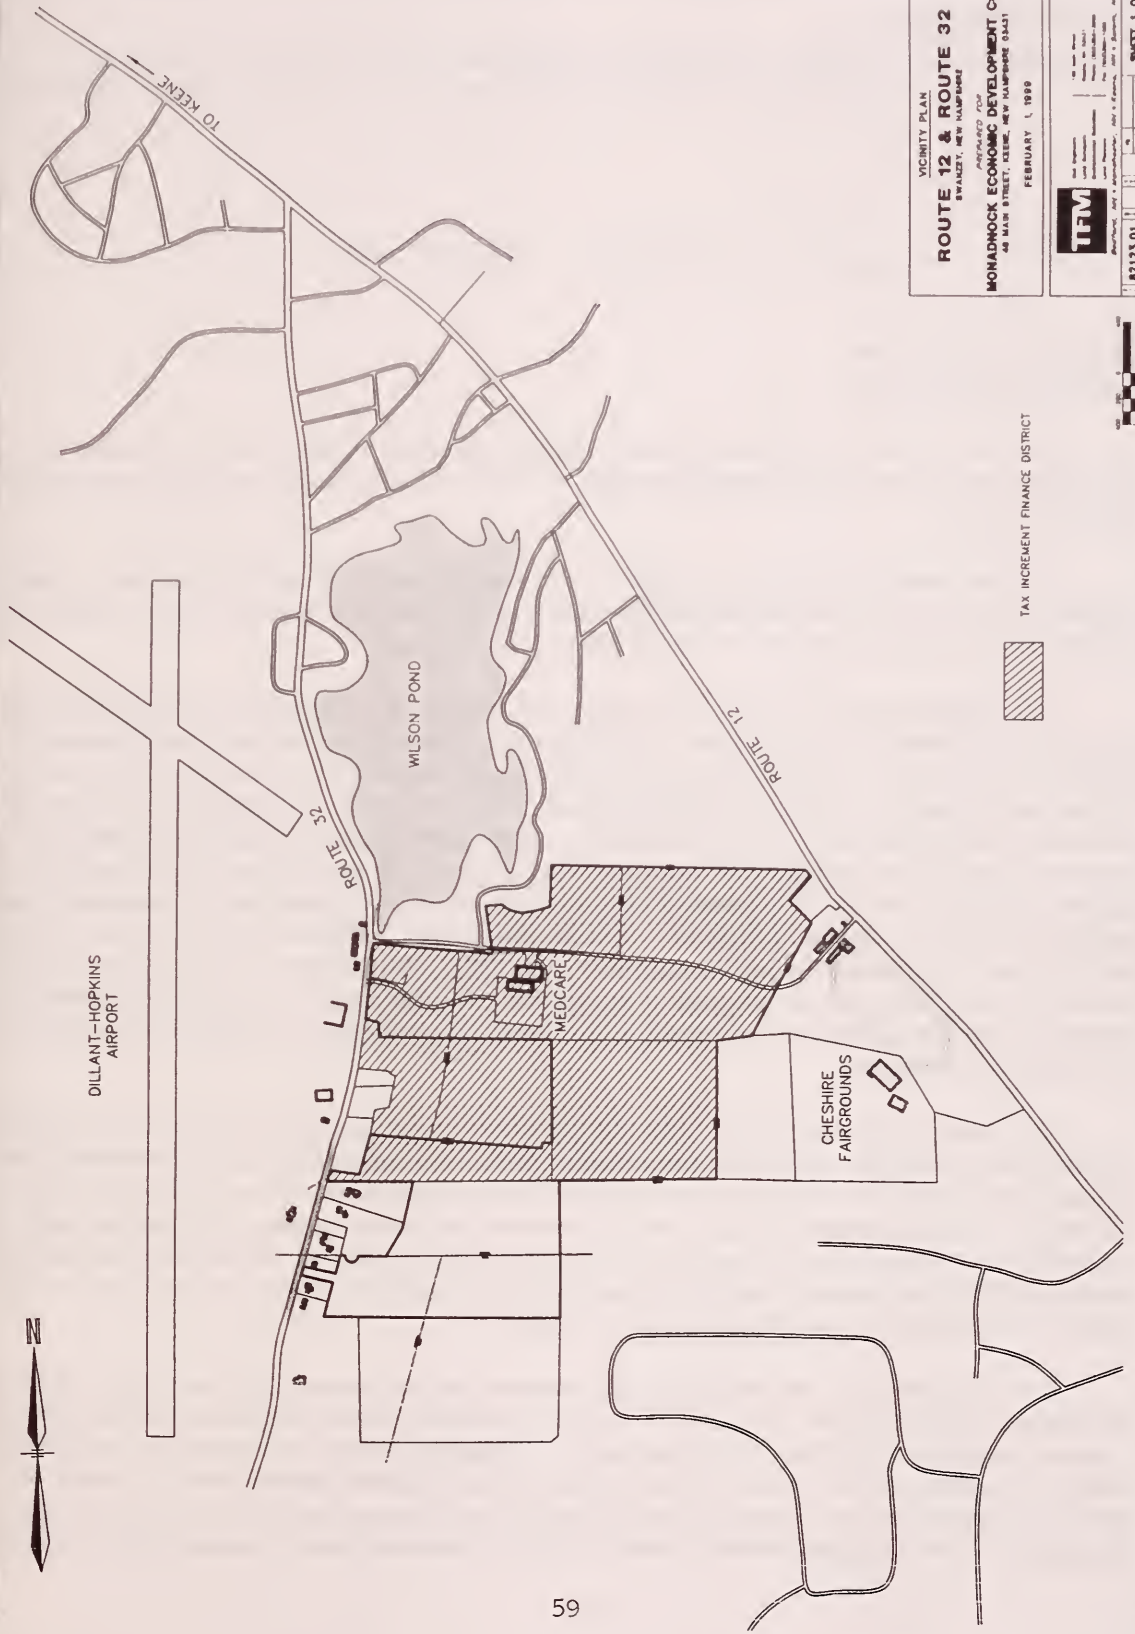 TO KEENE
DILLANT-HOPKINS
AIRPORT
ROUTE 32
WILSON POND
ROUTE 12
MEDCARE
CHESHIRE
FAIRGROUNDS
N
TAX INCREMENT FINANCE DISTRICT
VICINITY PLAN
ROUTE 12 & ROUTE 32
SWANZEY, NEW HAMPSHIRE
PREPARED FOR
MONADNOCK ECONOMIC DEVELOPMENT C
48 MAIN STREET, KEENE, NEW HAMPSHIRE 03431
FEBRUARY 1, 1999
TFM
59